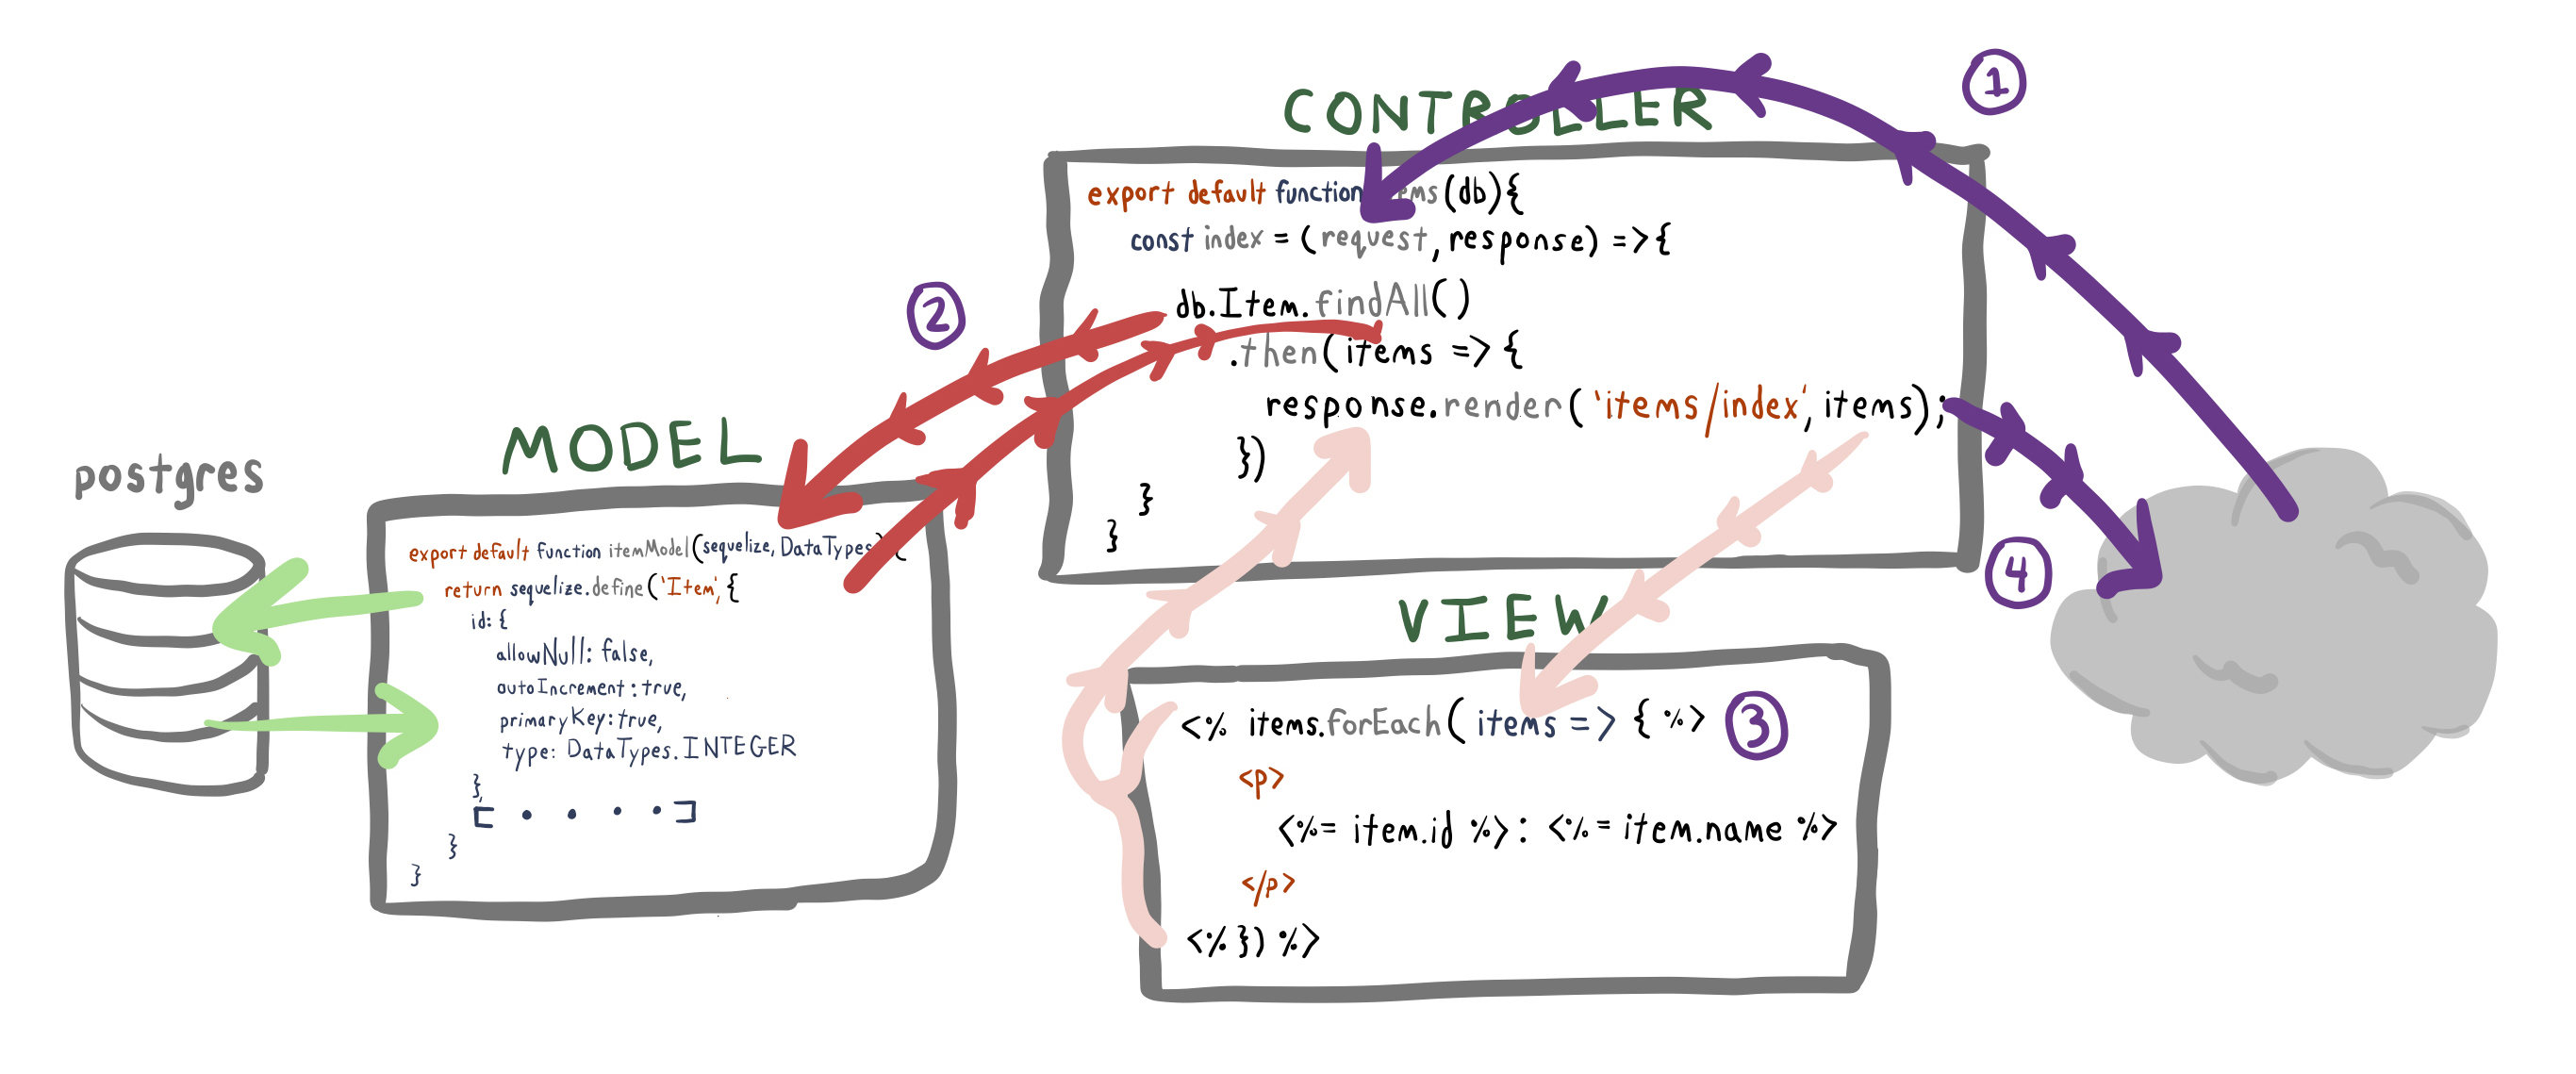 CONTROLLER
1
export default function items(db){
const index = (request, response) => {
db.Item.findAll()
.then(items => {
response.render('items/index', items);
})
}
}
2
MODEL
postgres
export default function itemModel(sequelize, DataTypes) {
return sequelize.define('Item', {
id: {
allowNull: false,
autoIncrement: true,
primaryKey: true,
type: DataTypes.INTEGER
},
[ . . . . ]
}
}
4
VIEW
<% items.forEach( items => { %>
3
<p>
<%= item.id %>: <%= item.name %>
</p>
<% }) %>